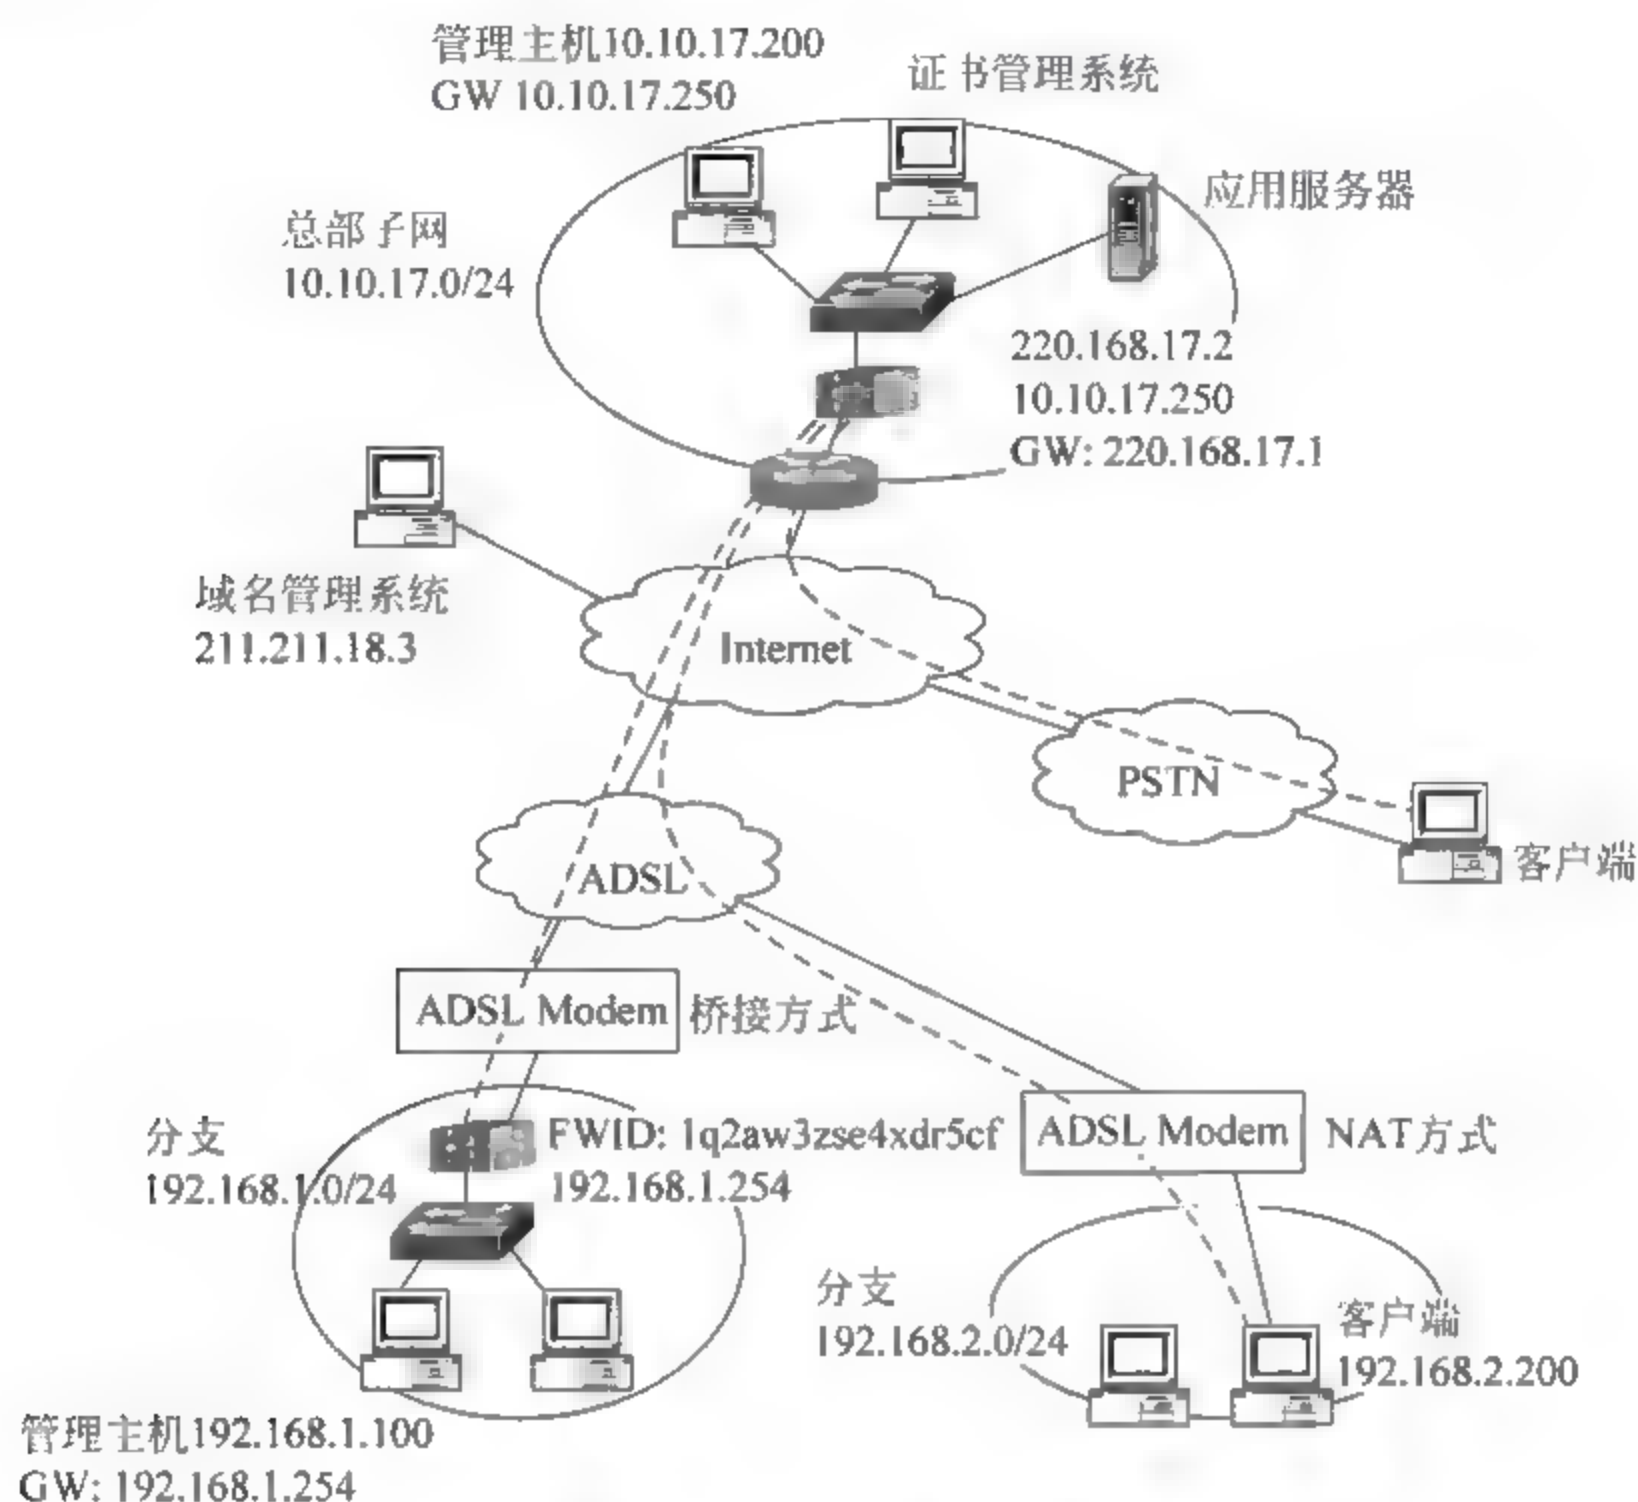 管理主机10.10.17.200
GW 10.10.17.250
证书管理系统
应用服务器
总部子网
10.10.17.0/24
220.168.17.2
10.10.17.250
GW: 220.168.17.1
域名管理系统
211.211.18.3
Internet
PSTN
客户端
ADSL
ADSL Modem
桥接方式
分支
192.168.1.0/24
FWID: 1q2aw3zse4xdr5cf
192.168.1.254
ADSL Modem
NAT方式
分支
192.168.2.0/24
客户端
192.168.2.200
管理主机192.168.1.100
GW: 192.168.1.254